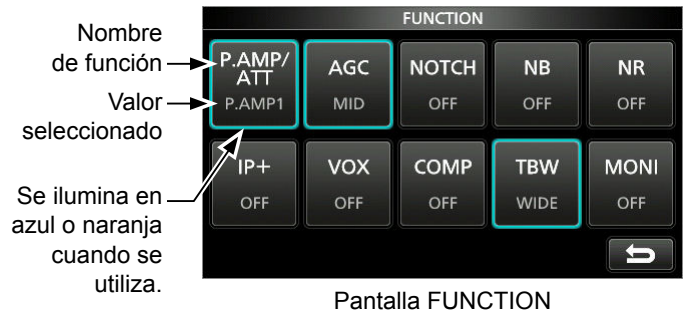 Nombre
de función
Valor
seleccionado
Se ilumina en
azul o naranja
cuando se
utiliza.
FUNCTION
P.AMP/
ATT
P.AMP1
AGC
MID
NOTCH
OFF
NB
OFF
NR
OFF
IP+
OFF
VOX
OFF
COMP
OFF
TBW
WIDE
MONI
OFF
Pantalla FUNCTION